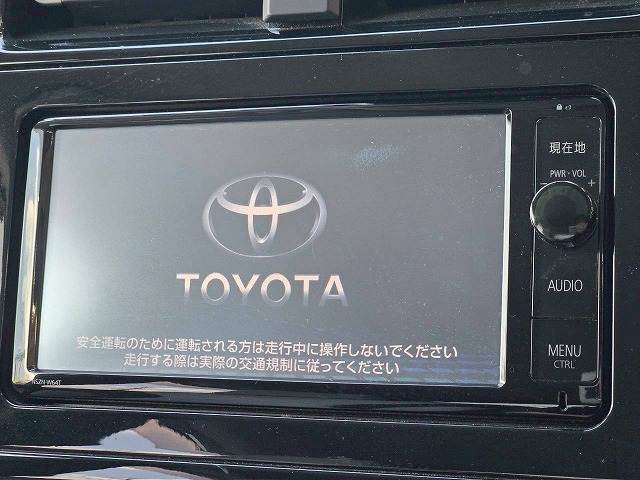 現在地
PWR・VOL
+
TOYOTA
AUDIO
安全運転のために運転される方は走行中に操作しないでください
走行する際は実際の交通規制に従ってください
MENU
CTRL
NSZN-W64T